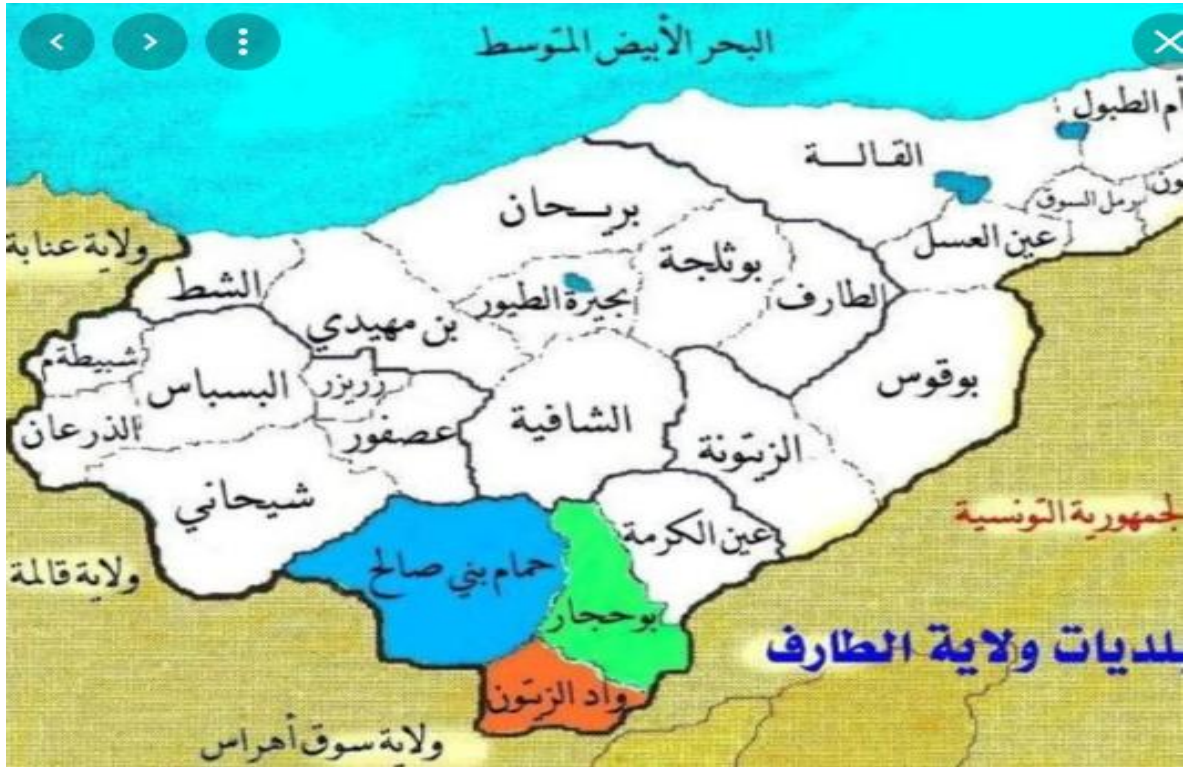 البحر الأبيض المتوسط
أم الطبول
القالة
ون
رمل السوق
بريحان
عين العسل
ولاية عنابة
بوثلجة
الشط
بحيرة الطيور
الطارف
بن مهيدي
شبيطة م
زريزر
بوقوس
البسباس
الشافية
الذرعان
عصفور
الزيتونة
شيحاني
لجمهورية التونسية
عين الكرمة
حمام بني صالح
ولاية قالمة
بوحجار
بلديات ولاية الطارف
واد الزيتون
ولاية سوق أهراس